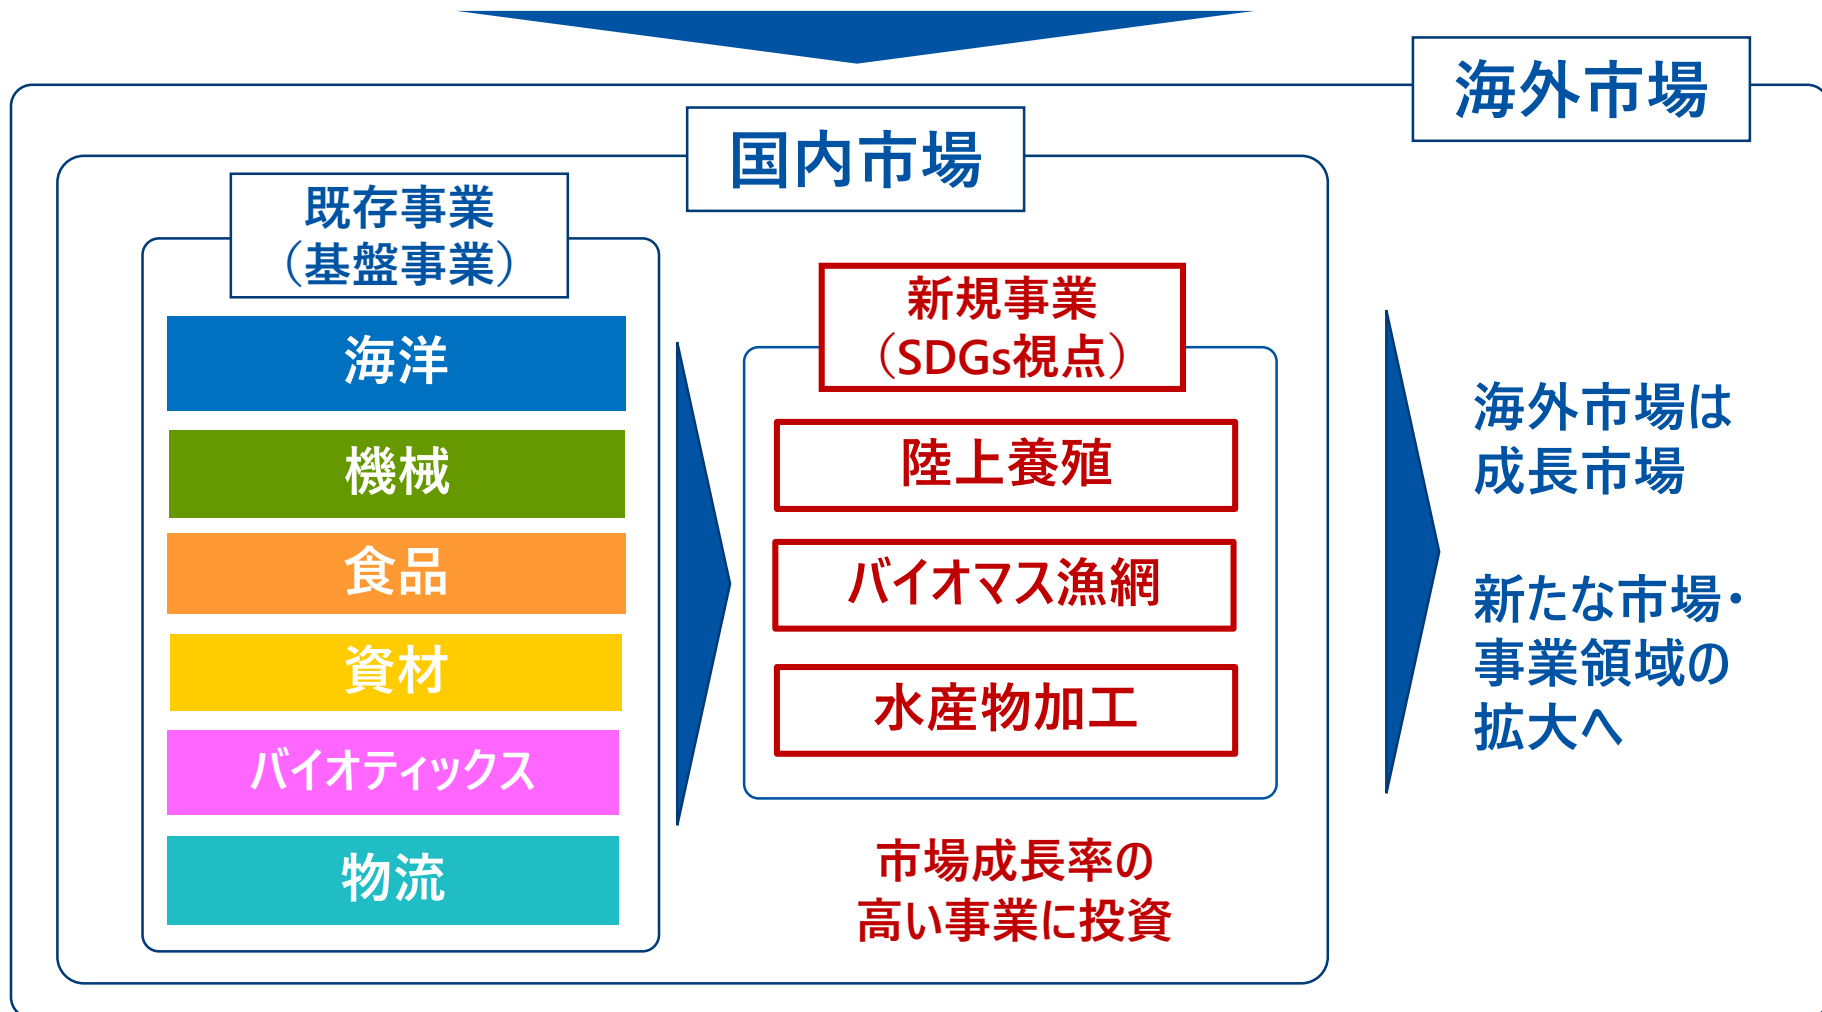 海外市場
国内市場
既存事業
（基盤事業）
海洋
機械
食品
資材
バイオティックス
物流
新規事業
（SDGs視点）
陸上養殖
バイオマス漁網
水産物加工
市場成長率の
高い事業に投資
海外市場は
成長市場
新たな市場・
事業領域の
拡大へ